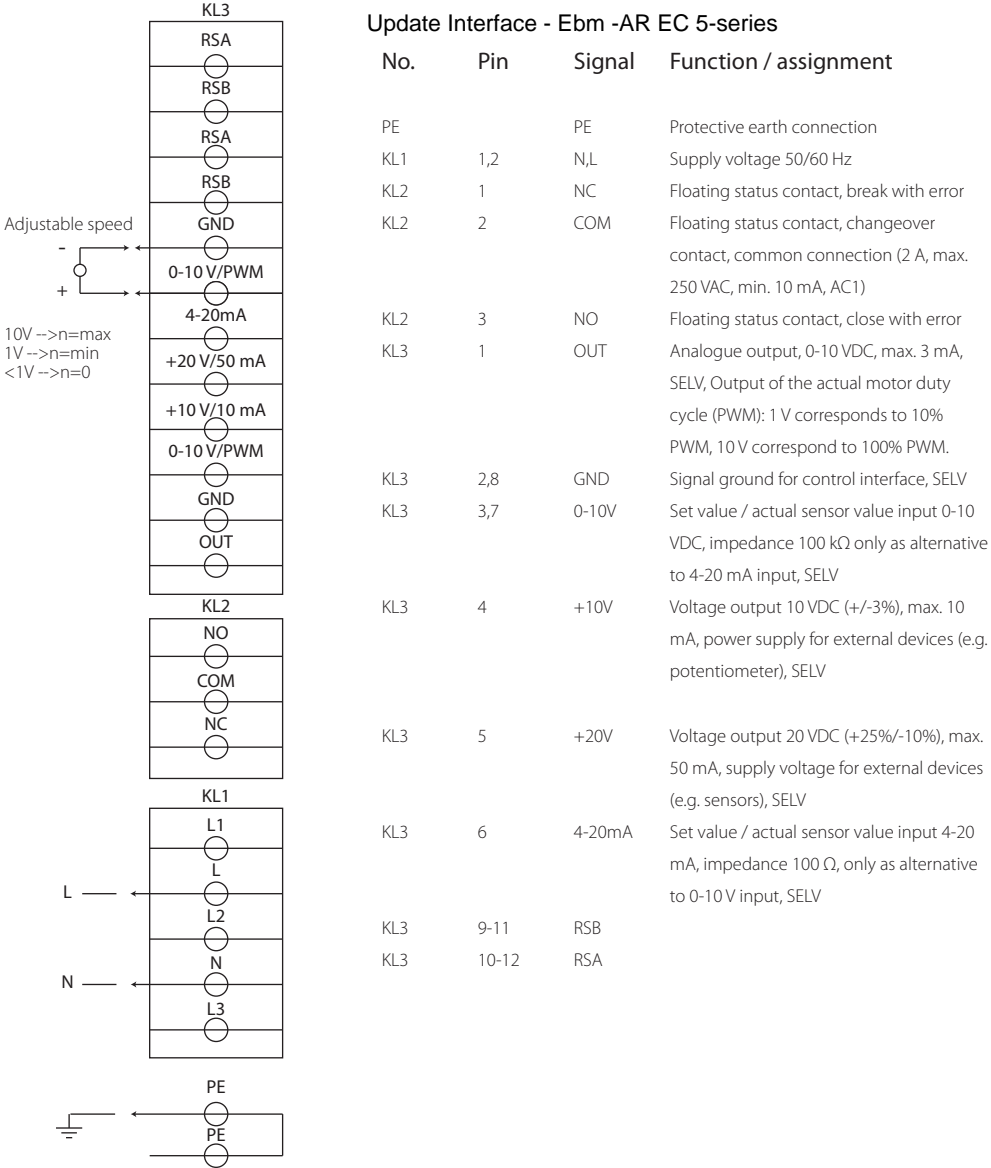 KL3
RSA
RSB
RSA
RSB
Adjustable speed
GND
-
0-10 V/PWM
+
4-20mA
10V -->n=max
1V -->n=min
<1V -->n=0
+20 V/50 mA
+10 V/10 mA
0-10 V/PWM
GND
OUT
KL2
NO
COM
NC
KL1
L1
L
L
L2
N
N
L3
PE
PE
Update Interface - Ebm -AR EC 5-series
No. Pin Signal Function / assignment
PE PE Protective earth connection
KL1 1,2 N,L Supply voltage 50/60 Hz
KL2 1 NC Floating status contact, break with error
KL2 2 COM Floating status contact, changeover
contact, common connection (2 A, max.
250 VAC, min. 10 mA, AC1)
KL2 3 NO Floating status contact, close with error
KL3 1 OUT Analogue output, 0-10 VDC, max. 3 mA,
SELV, Output of the actual motor duty
cycle (PWM): 1 V corresponds to 10%
PWM, 10 V correspond to 100% PWM.
KL3 2,8 GND Signal ground for control interface, SELV
KL3 3,7 0-10V Set value / actual sensor value input 0-10
VDC, impedance 100 kΩ only as alternative
to 4-20 mA input, SELV
KL3 4 +10V Voltage output 10 VDC (+/-3%), max. 10
mA, power supply for external devices (e.g.
potentiometer), SELV
KL3 5 +20V Voltage output 20 VDC (+25%/-10%), max.
50 mA, supply voltage for external devices
(e.g. sensors), SELV
KL3 6 4-20mA Set value / actual sensor value input 4-20
mA, impedance 100 Ω, only as alternative
to 0-10 V input, SELV
KL3 9-11 RSB
KL3 10-12 RSA